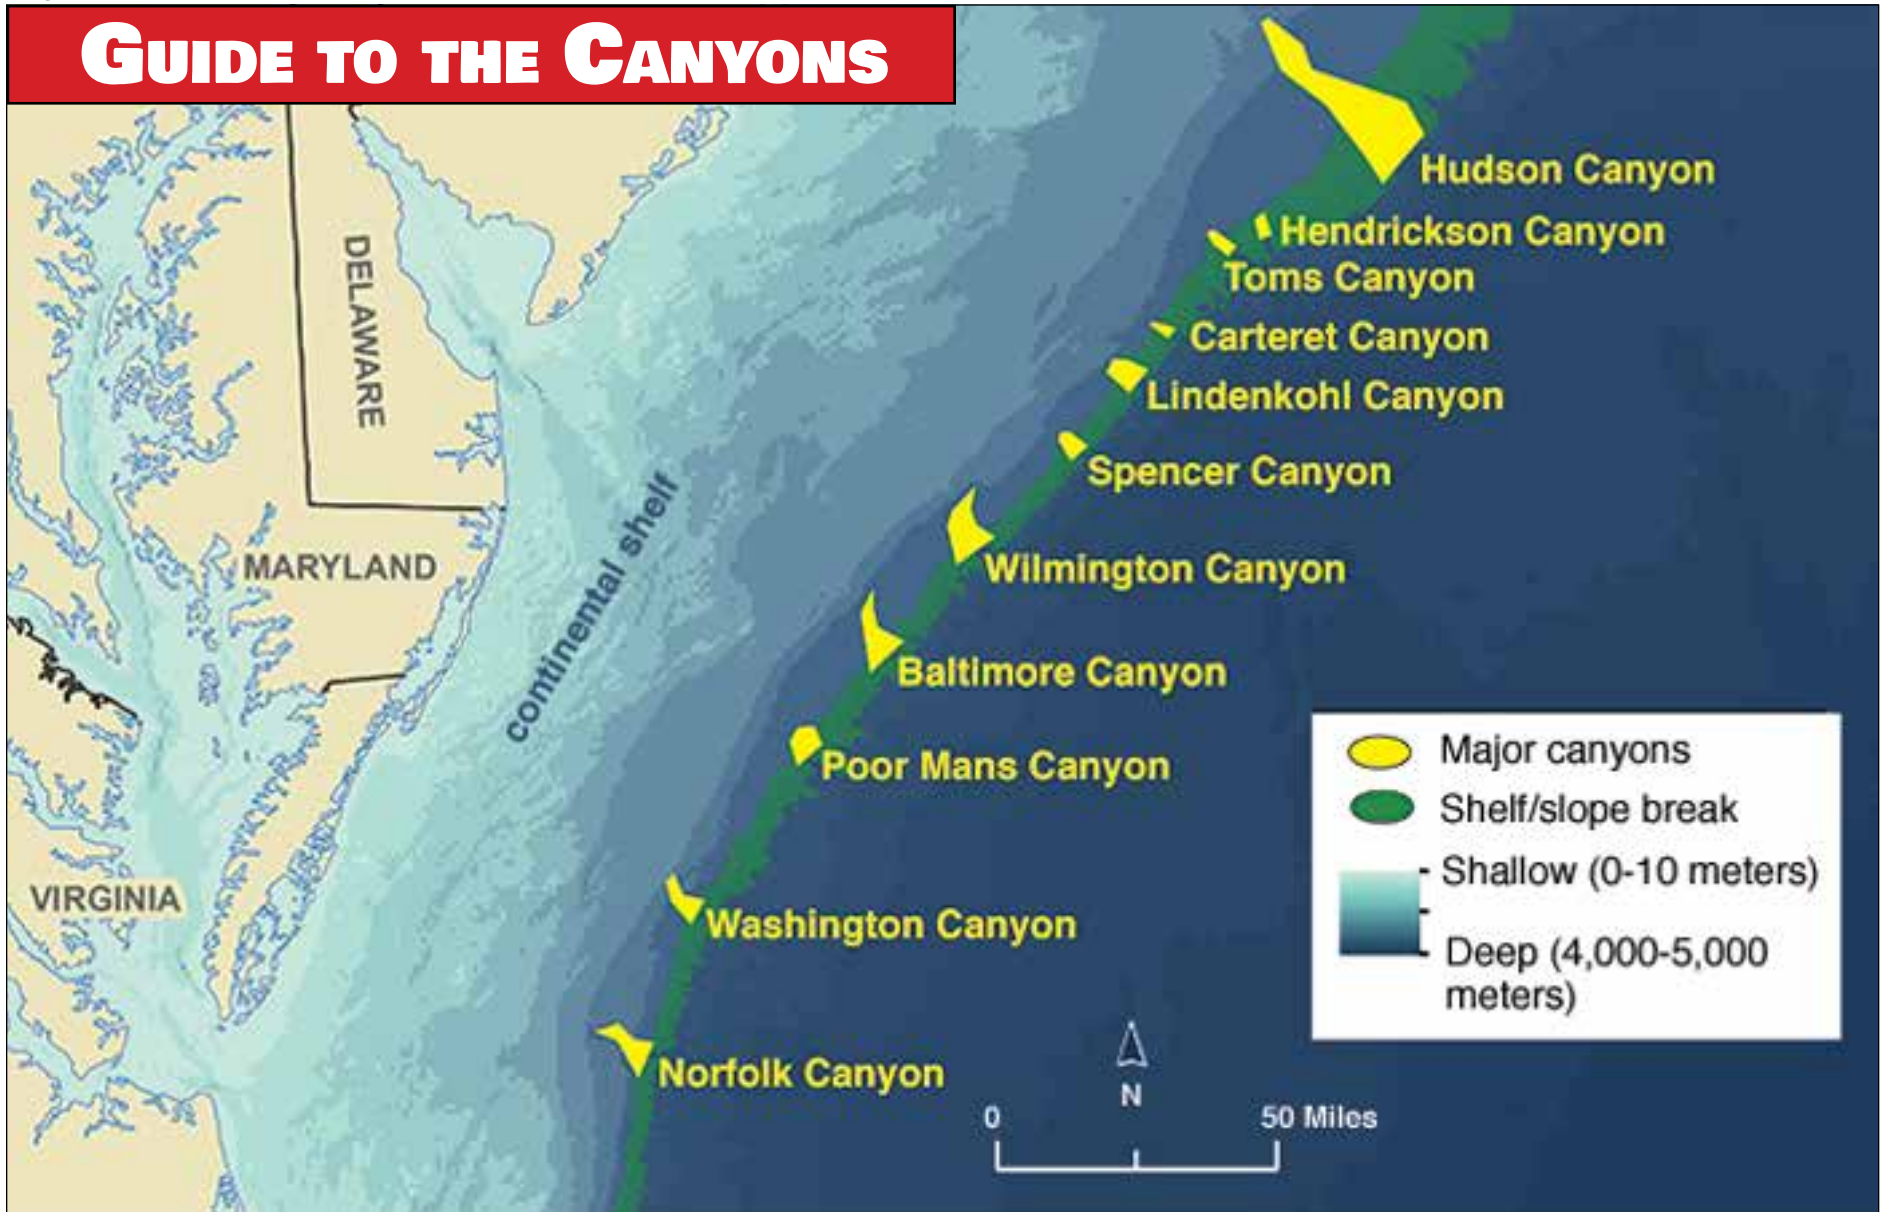 GUIDE TO THE CANYONS
Hudson Canyon
Hendrickson Canyon
Toms Canyon
Carteret Canyon
Lindenkohl Canyon
Spencer Canyon
Wilmington Canyon
Baltimore Canyon
Poor Mans Canyon
Washington Canyon
Norfolk Canyon
DELAWARE
MARYLAND
VIRGINIA
continental shelf
Major canyons
Shelf/slope break
Shallow (0-10 meters)
Deep (4,000-5,000
meters)
N
0
50 Miles